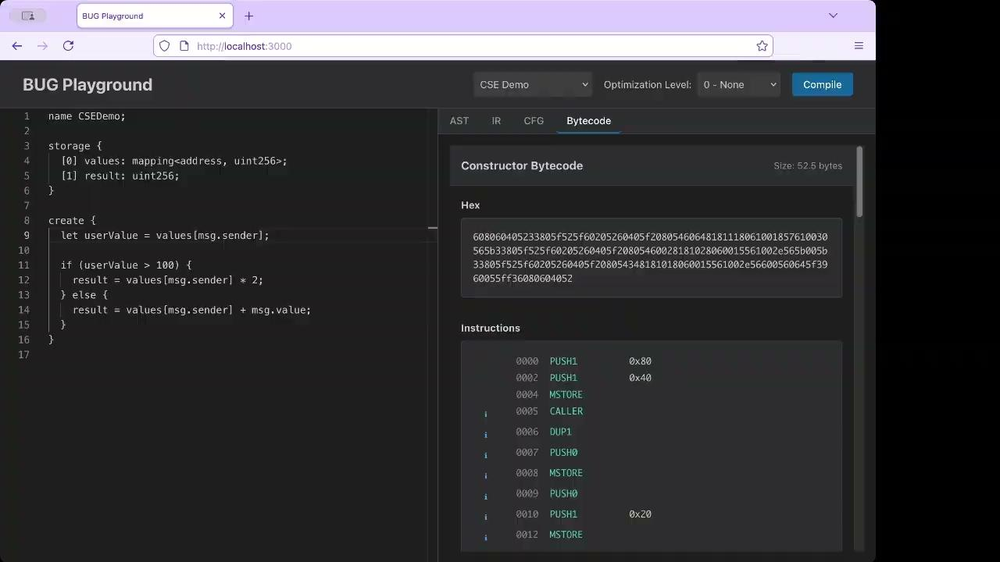 BUG Playground
http://localhost:3000
BUG Playground
CSE Demo
Optimization Level:
0 - None
Compile
1 name CSEDemo;
2
3 storage {
4 [0] values: mapping<address, uint256>;
5 [1] result: uint256;
6 }
7
8 create {
9 let userValue = values[msg.sender];
10
11 if (userValue > 100) {
12 result = values[msg.sender] * 2;
13 } else {
14 result = values[msg.sender] + msg.value;
15 }
16 }
17
AST IR CFG Bytecode
Constructor Bytecode
Size: 52.5 bytes
Hex
608060405233805f525f60205260405f20805460648181118061001857610030
565b33805f525f60205260405f208054600281810280600155610​02e565b005b
33805f525f60205260405f20805434818101806001556100​2e56600560645f39
60055ff36080604052
Instructions
0000 PUSH1 0x80
0002 PUSH1 0x40
0004 MSTORE
i 0005 CALLER
i 0006 DUP1
i 0007 PUSH0
i 0008 MSTORE
i 0009 PUSH0
i 0010 PUSH1 0x20
i 0012 MSTORE